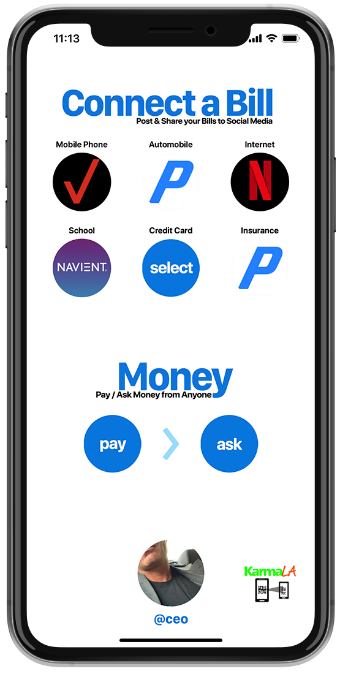 11:13
Connect a Bill
Post & Share your Bills to Social Media
Mobile Phone Automobile Internet
P N
School Credit Card Insurance
NAVIENT select P
Money
Pay / Ask Money from Anyone
pay ask
KarmaLA
@ceo